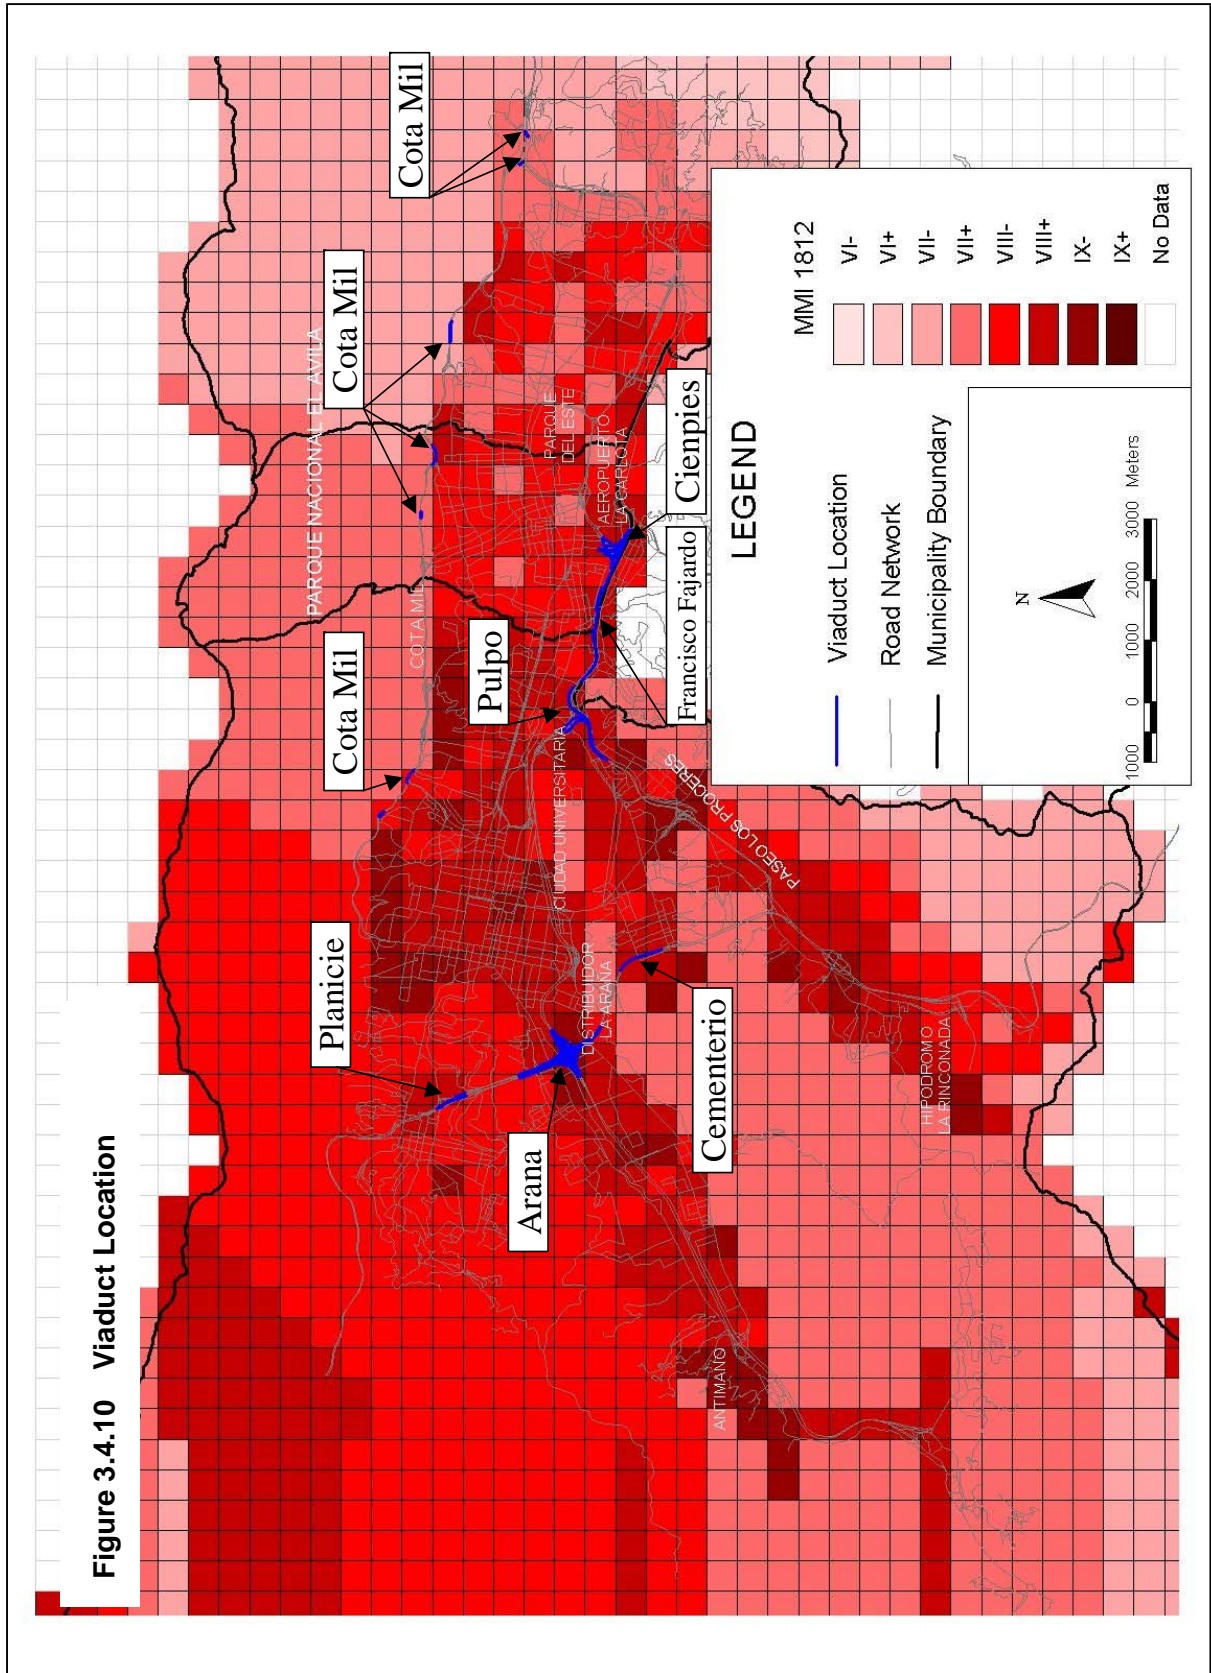 Figure 3.4.10 Viaduct Location
PARQUE NACIONAL EL AVILA
Planicie
Cota Mil
Cota Mil
Cota Mil
COTA MIL
Arana
Pulpo
DISTRIBUIDOR
LA ARAÑA
CIUDAD UNIVERSITARIA
PARQUE
DEL ESTE
AEROPUERTO
LA CARLOTA
Cementerio
Francisco Fajardo
Cienpies
PASEO LOS PROCERES
ANTIMANO
HIPODROMO
LA RINCONADA
LEGEND
Viaduct Location
Road Network
Municipality Boundary
MMI 1812
VI-
VI+
VII-
VII+
VIII-
VIII+
IX-
IX+
No Data
N
1000 0 1000 2000 3000 Meters